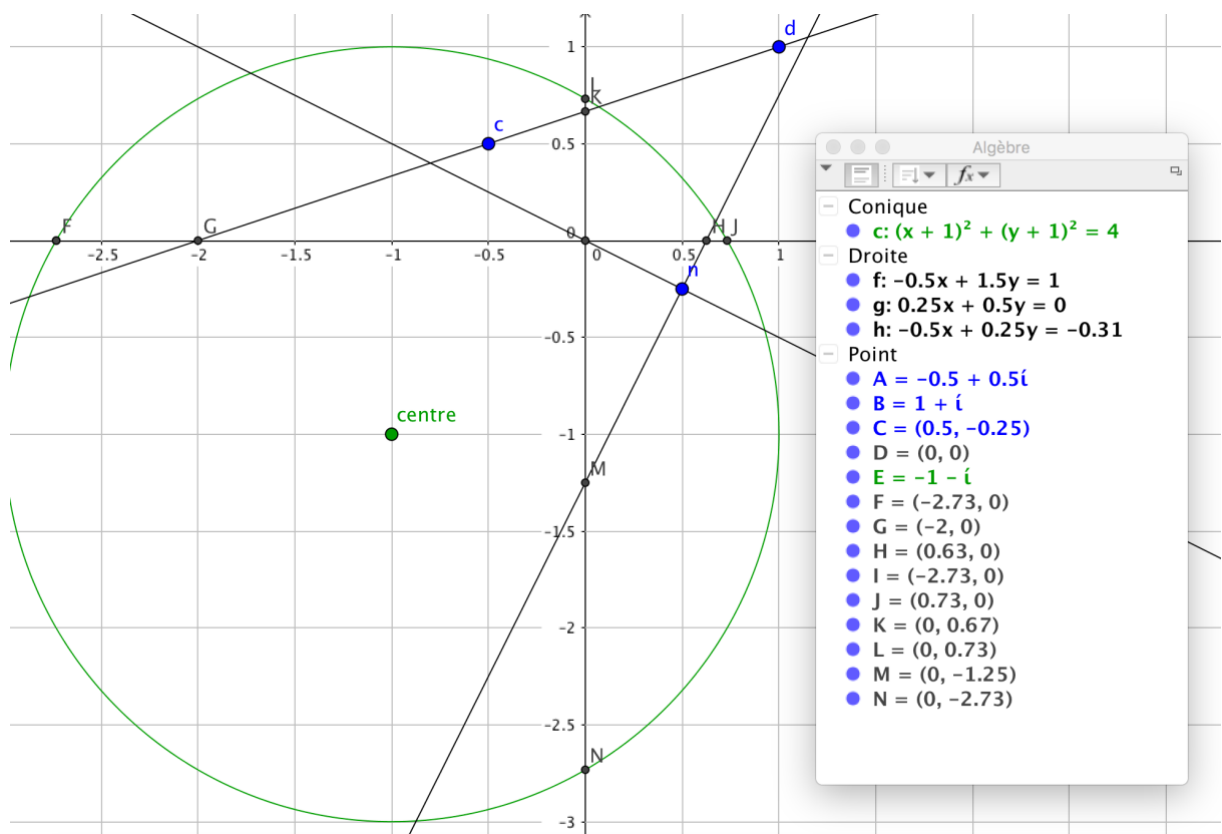 d
1
L
K
c
0.5
F
G
0
H
J
-2.5
-2
-1.5
-1
-0.5
0
0.5
1
n
-0.5
centre
-1
M
-1.5
-2
-2.5
N
-3
Algèbre
fx
Conique
c: (x + 1)² + (y + 1)² = 4
Droite
f: -0.5x + 1.5y = 1
g: 0.25x + 0.5y = 0
h: -0.5x + 0.25y = -0.31
Point
A = -0.5 + 0.5ί
B = 1 + ί
C = (0.5, -0.25)
D = (0, 0)
E = -1 - ί
F = (-2.73, 0)
G = (-2, 0)
H = (0.63, 0)
I = (-2.73, 0)
J = (0.73, 0)
K = (0, 0.67)
L = (0, 0.73)
M = (0, -1.25)
N = (0, -2.73)